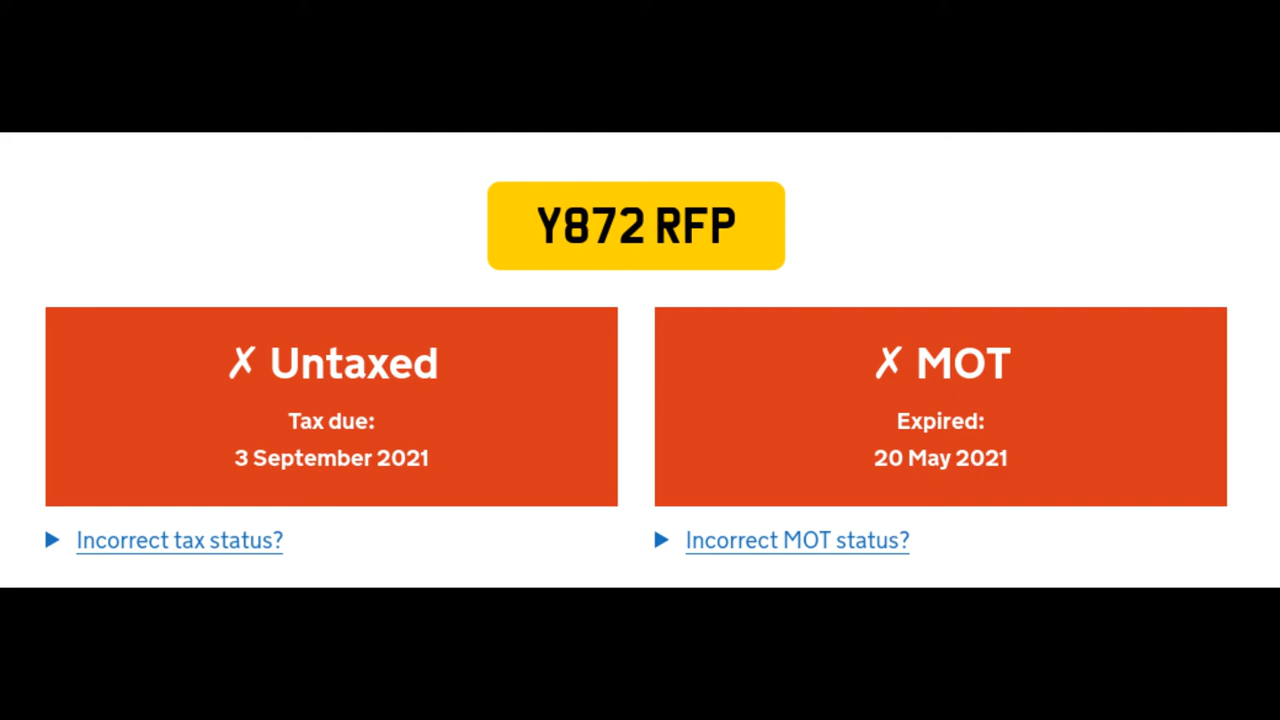 Y872 RFP
✗ Untaxed
Tax due:
3 September 2021
Incorrect tax status?
✗ MOT
Expired:
20 May 2021
Incorrect MOT status?